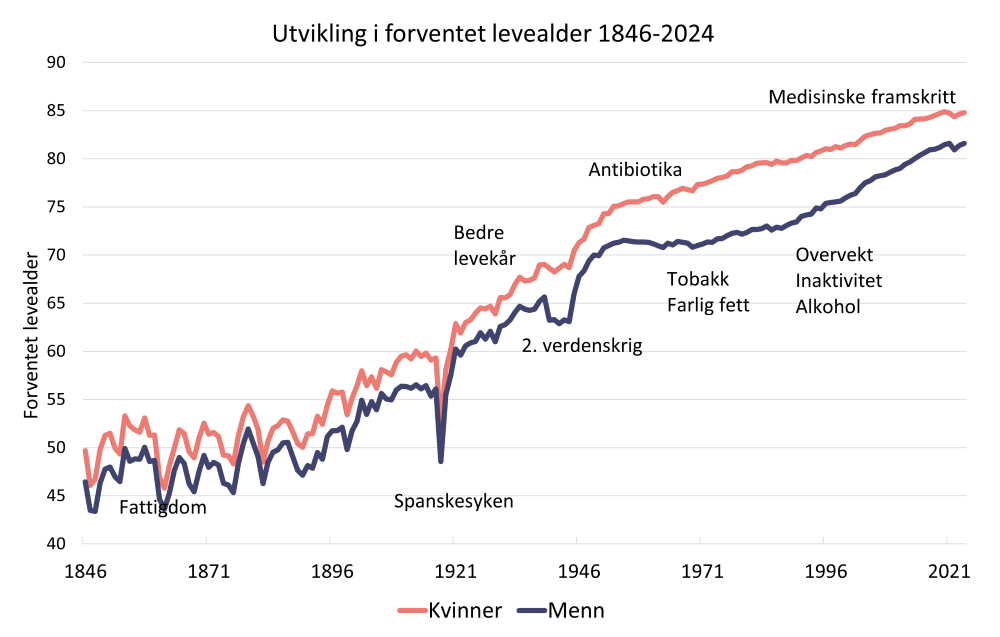 Utvikling i forventet levealder 1846-2024
Forventet levealder
90
85
80
75
70
65
60
55
50
45
40
Medisinske framskritt
Antibiotika
Bedre
levekår
Overvekt
Inaktivitet
Alkohol
Tobakk
Farlig fett
2. verdenskrig
Spanskesyken
Fattigdom
1846
1871
1896
1921
1946
1971
1996
2021
Kvinner
Menn